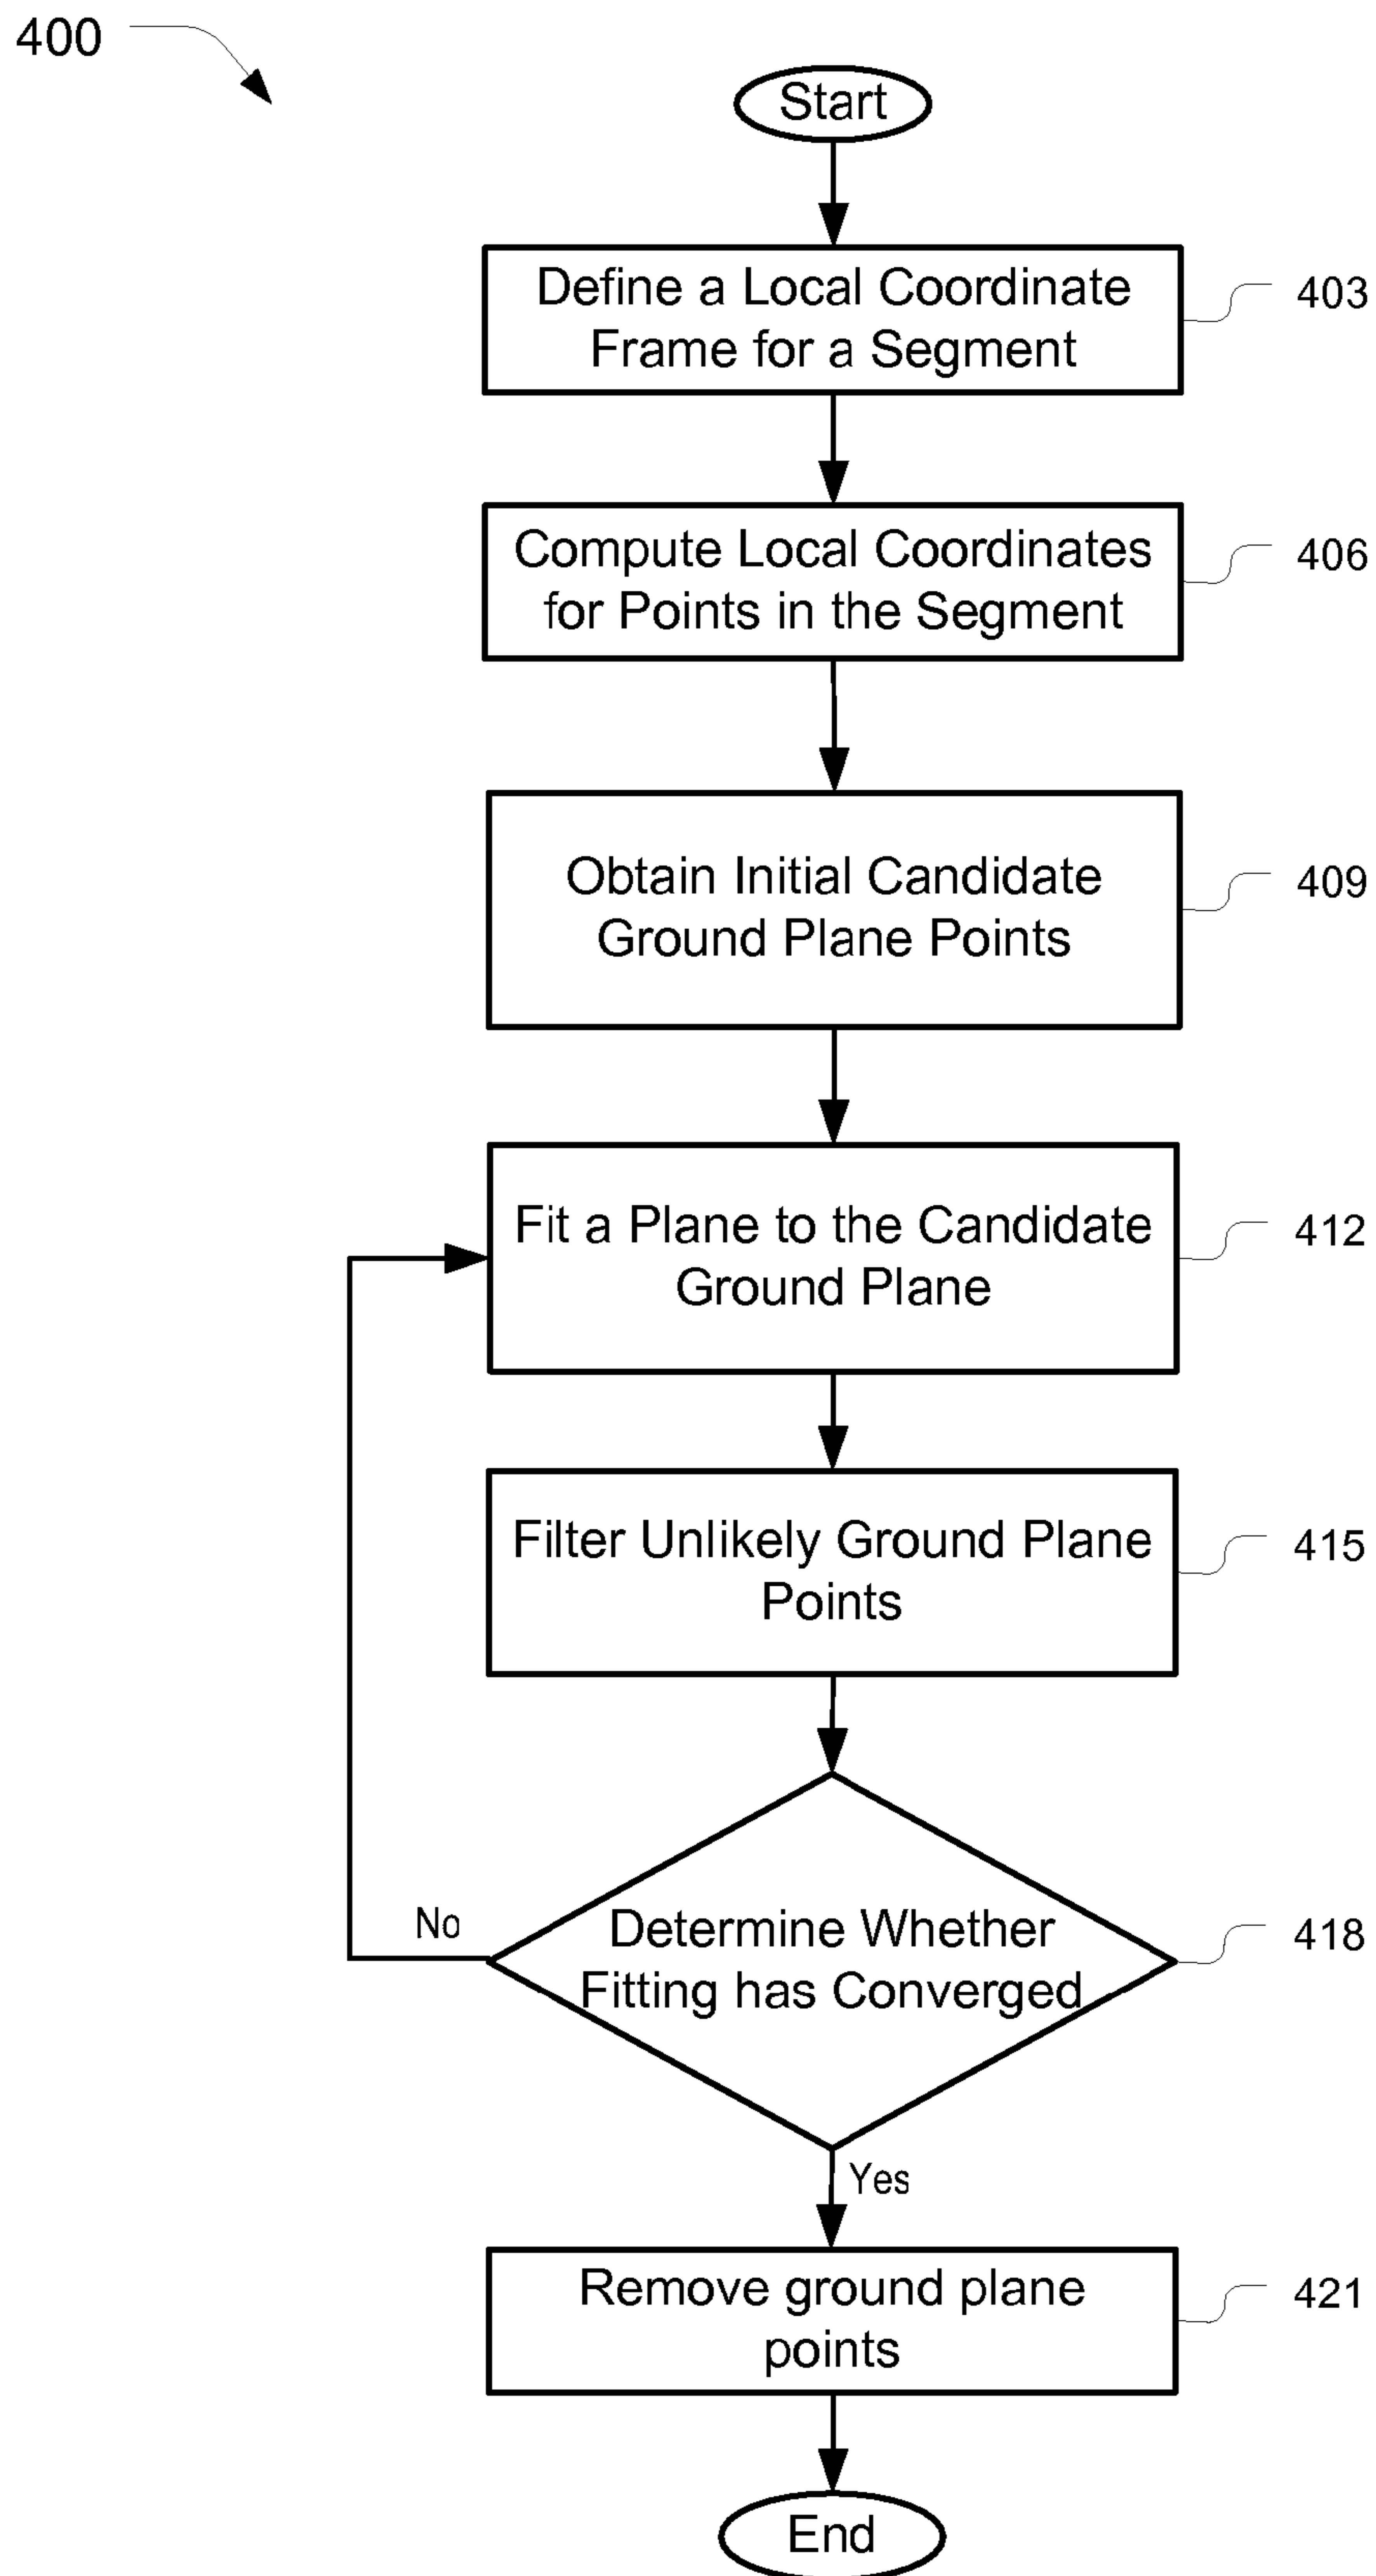 400
Start
Define a Local Coordinate
Frame for a Segment
403
Compute Local Coordinates
for Points in the Segment
406
Obtain Initial Candidate
Ground Plane Points
409
Fit a Plane to the Candidate
Ground Plane
412
Filter Unlikely Ground Plane
Points
415
No
Determine Whether
Fitting has Converged
418
Yes
Remove ground plane
points
421
End